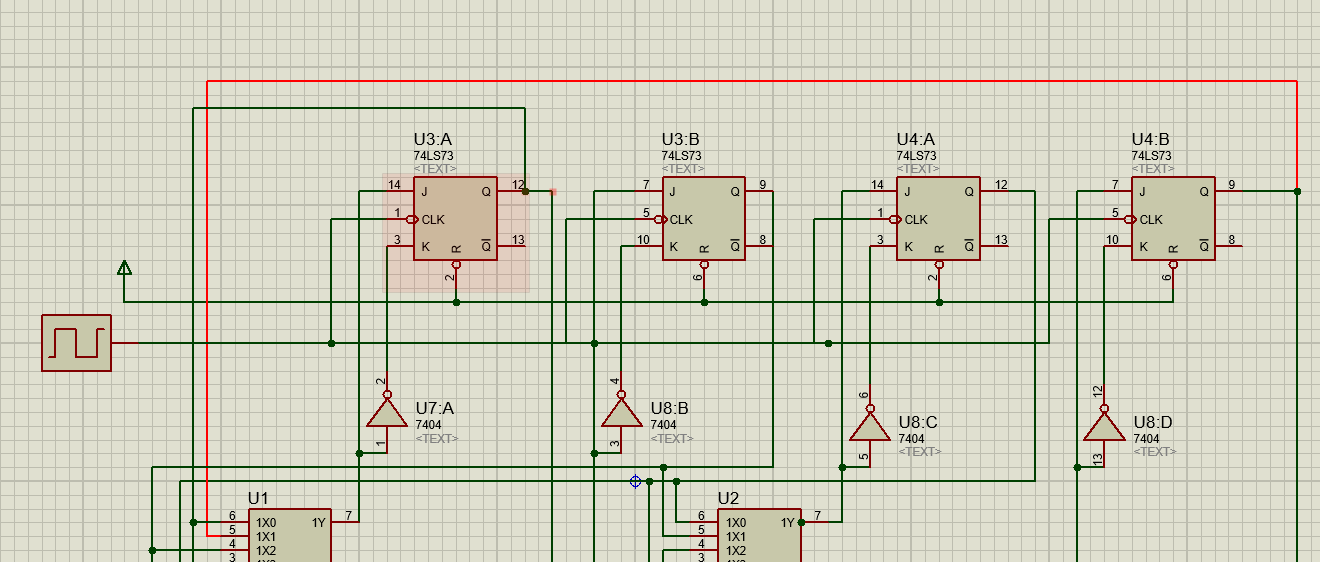 U3:A
74LS73
<TEXT>
14 J Q 12
1 CLK
3 K R Q 13
2
U3:B
74LS73
<TEXT>
7 J Q 9
5 CLK
10 K R Q 8
6
U4:A
74LS73
<TEXT>
14 J Q 12
1 CLK
3 K R Q 13
2
U4:B
74LS73
<TEXT>
7 J Q 9
5 CLK
10 K R Q 8
6
2
U7:A
7404
<TEXT>
1
4
U8:B
7404
<TEXT>
3
6
U8:C
7404
<TEXT>
5
12
U8:D
7404
<TEXT>
13
U1
6 1X0 1Y 7
5 1X1
4 1X2
3
U2
6 1X0 1Y 7
5 1X1
4 1X2
3